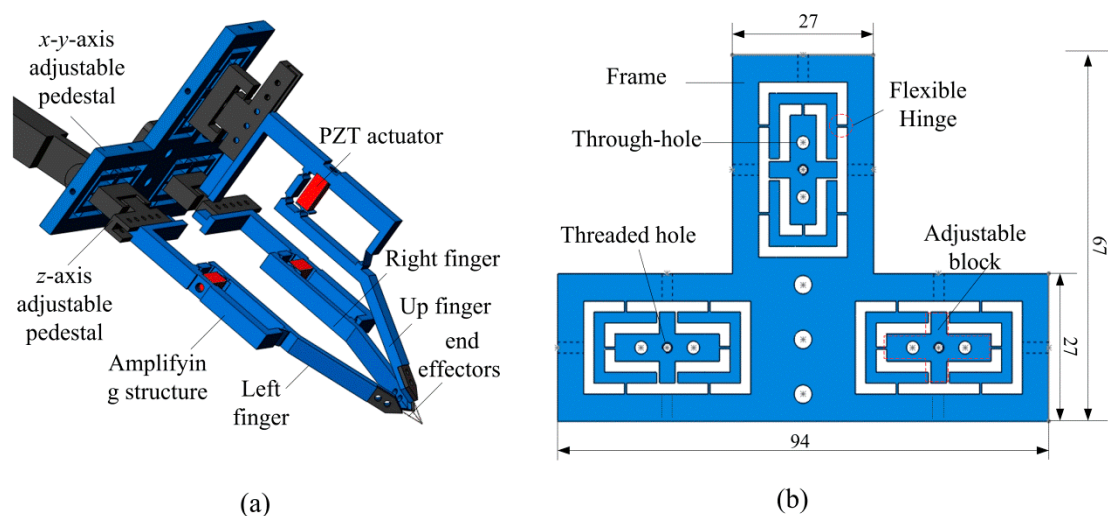 x-y-axis
adjustable
pedestal
PZT actuator
z-axis
adjustable
pedestal
Right finger
Up finger
end
effectors
Amplifyin
g structure
Left
finger
(a)
27
Frame
Flexible
Hinge
Through-hole
Threaded hole
Adjustable
block
67
27
94
(b)